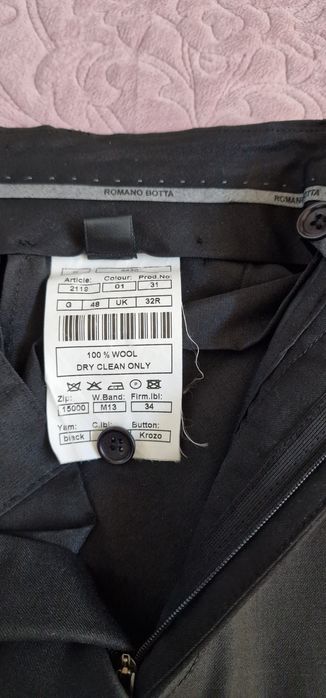 ROMANO BOTTA
ROMANO BOTTA
Article: Colour: Prod.No
2119 01 31
G 48 UK 32R
100 % WOOL
DRY CLEAN ONLY
Zip: W.Band: Firm.lbl:
15000 M13 34
Yarn: C.lbl: Button:
black Krozo